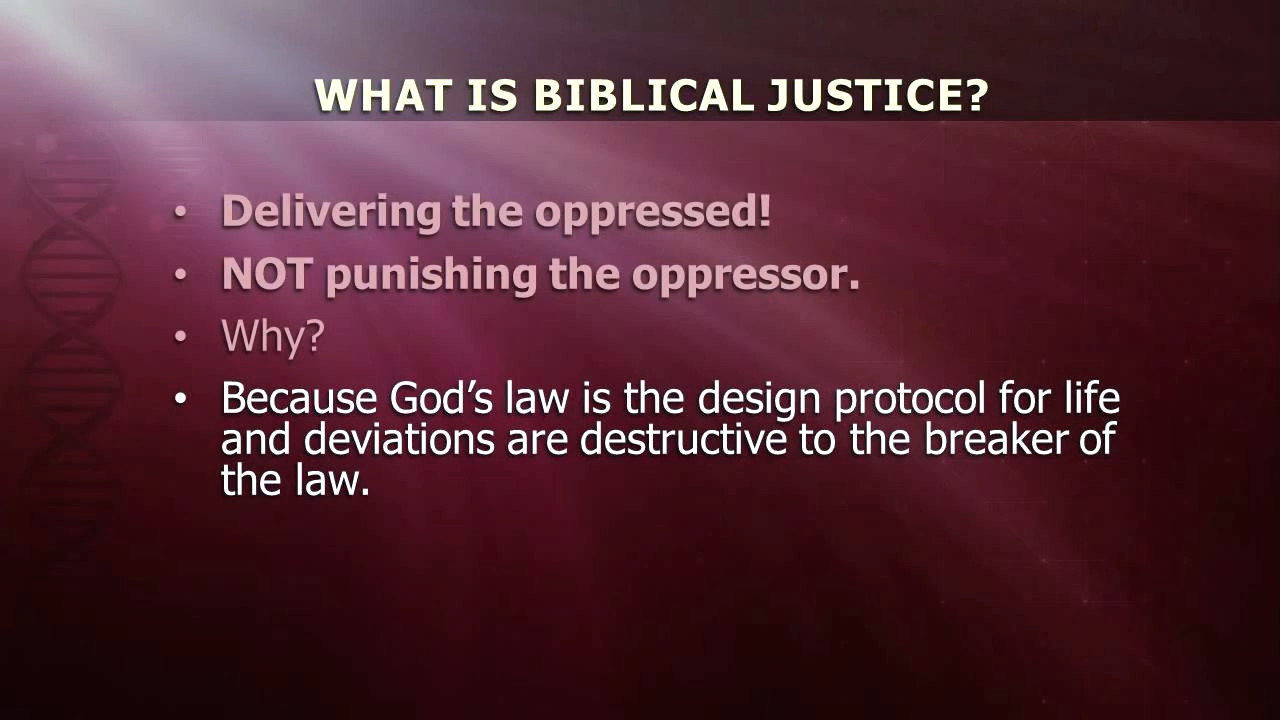 WHAT IS BIBLICAL JUSTICE?
• Delivering the oppressed!
• NOT punishing the oppressor.
• Why?
• Because God’s law is the design protocol for life
and deviations are destructive to the breaker of
the law.